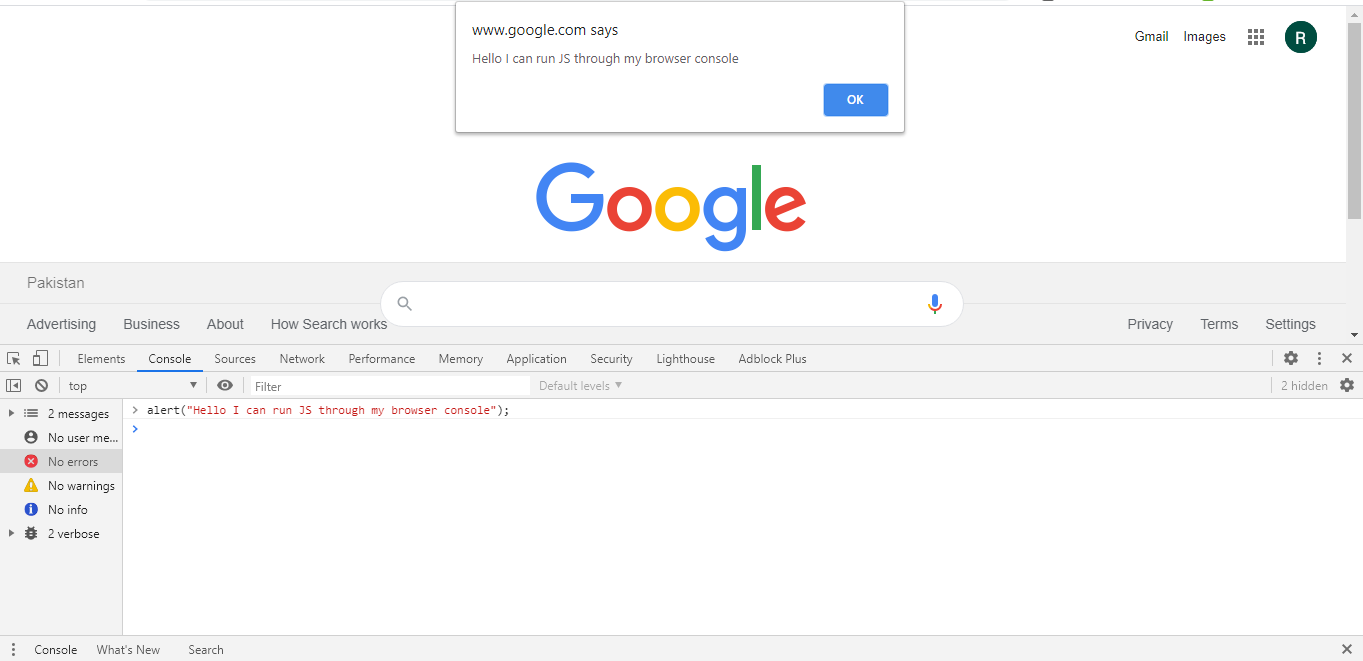 www.google.com says
Hello I can run JS through my browser console
OK
Gmail Images
R
Google
Pakistan
Advertising Business About How Search works
Privacy Terms Settings
Elements Console Sources Network Performance Memory Application Security Lighthouse Adblock Plus
top Filter Default levels 2 hidden
2 messages
No user me...
No errors
No warnings
No info
2 verbose
> alert("Hello I can run JS through my browser console");
>
Console What's New Search